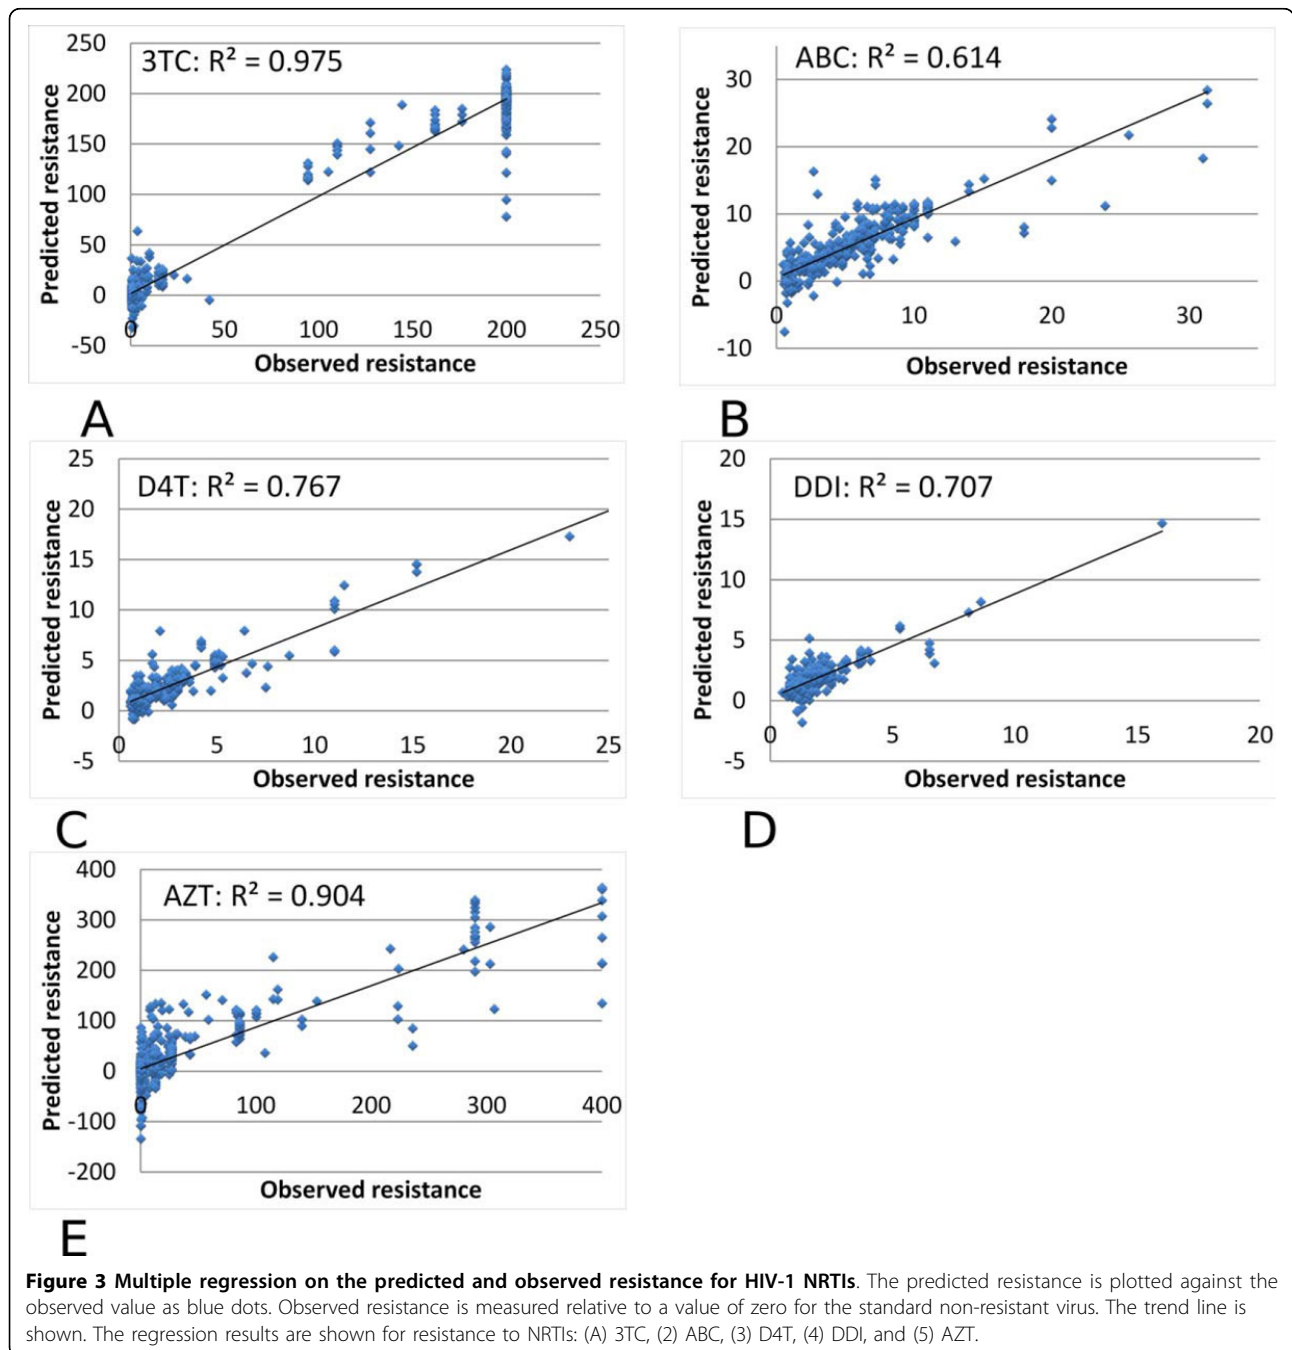 3TC: R² = 0.975
Predicted resistance
250
200
150
100
50
0
-50
0 50 100 150 200 250
Observed resistance
A
ABC: R² = 0.614
Predicted resistance
30
20
10
0
-10
0 10 20 30
Observed resistance
B
D4T: R² = 0.767
Predicted resistance
25
20
15
10
5
0
-5
0 5 10 15 20 25
Observed resistance
C
DDI: R² = 0.707
Predicted resistance
20
15
10
5
0
-5
0 5 10 15 20
Observed resistance
D
AZT: R² = 0.904
Predicted resistance
400
300
200
100
0
-100
-200
0 100 200 300 400
Observed resistance
E
Figure 3 Multiple regression on the predicted and observed resistance for HIV-1 NRTIs. The predicted resistance is plotted against the
observed value as blue dots. Observed resistance is measured relative to a value of zero for the standard non-resistant virus. The trend line is
shown. The regression results are shown for resistance to NRTIs: (A) 3TC, (2) ABC, (3) D4T, (4) DDI, and (5) AZT.